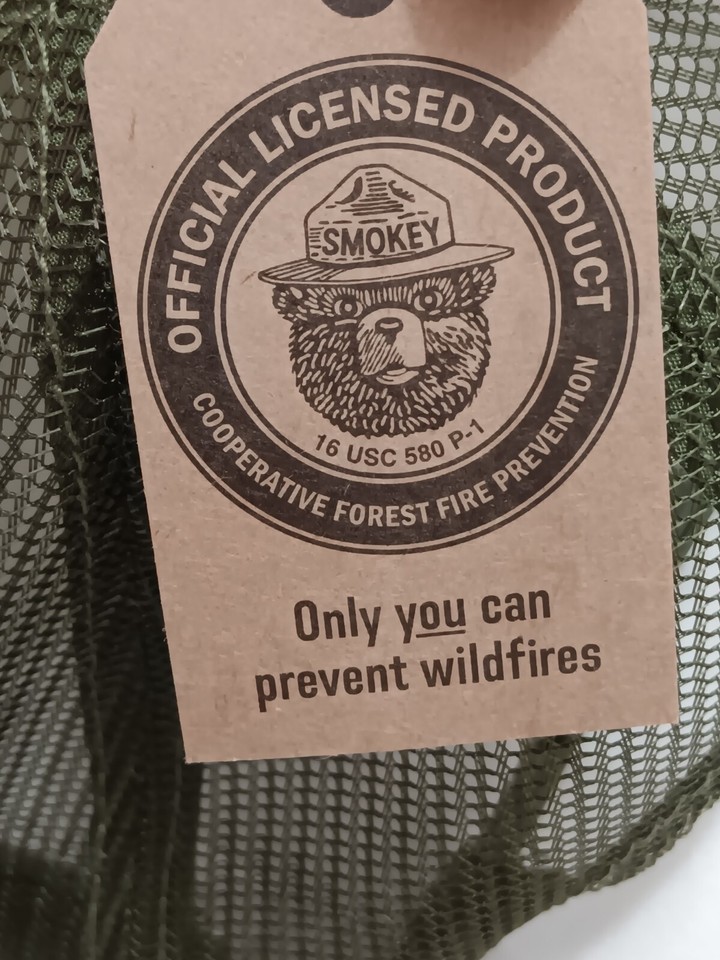 OFFICIAL LICENSED PRODUCT
SMOKEY
16 USC 580 P-1
COOPERATIVE FOREST FIRE PREVENTION
Only you can
prevent wildfires